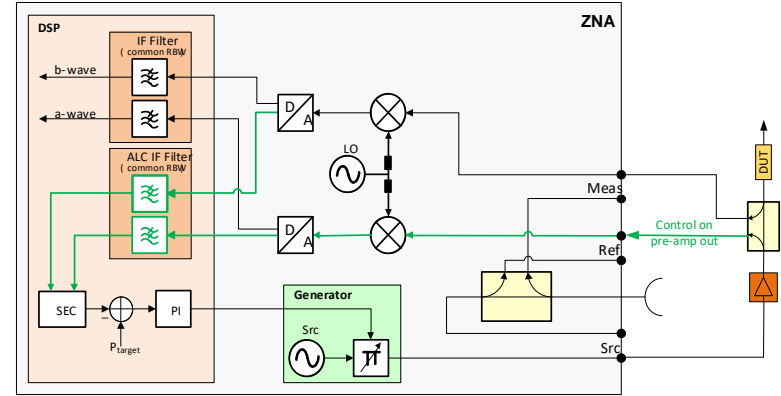 DSP
ZNA
IF Filter
( common RBW)
b-wave
a-wave
D
A
LO
DUT
ALC IF Filter
( common RBW)
Meas
Control on
pre-amp out
D
A
Ref
SEC
–
PI
Ptarget
Generator
Src
Src